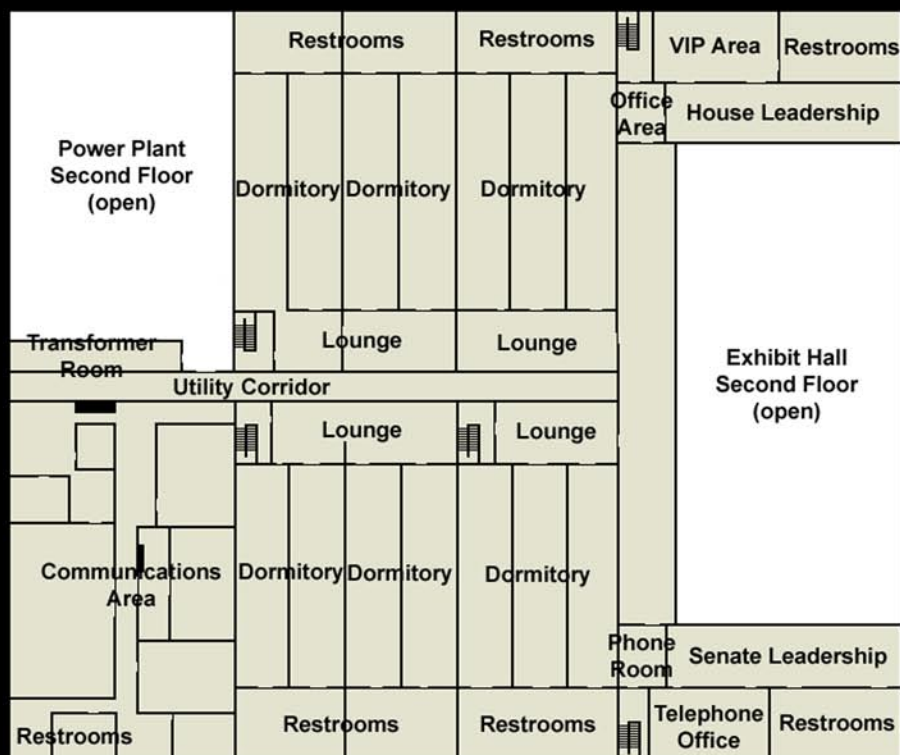 Restrooms
Restrooms
VIP Area
Restrooms
Office
Area
House Leadership
Power Plant
Second Floor
(open)
Dormitory
Dormitory
Dormitory
Transformer
Room
Lounge
Lounge
Utility Corridor
Exhibit Hall
Second Floor
(open)
Lounge
Lounge
Communications
Area
Dormitory
Dormitory
Dormitory
Phone
Room
Senate Leadership
Restrooms
Restrooms
Restrooms
Telephone
Office
Restrooms